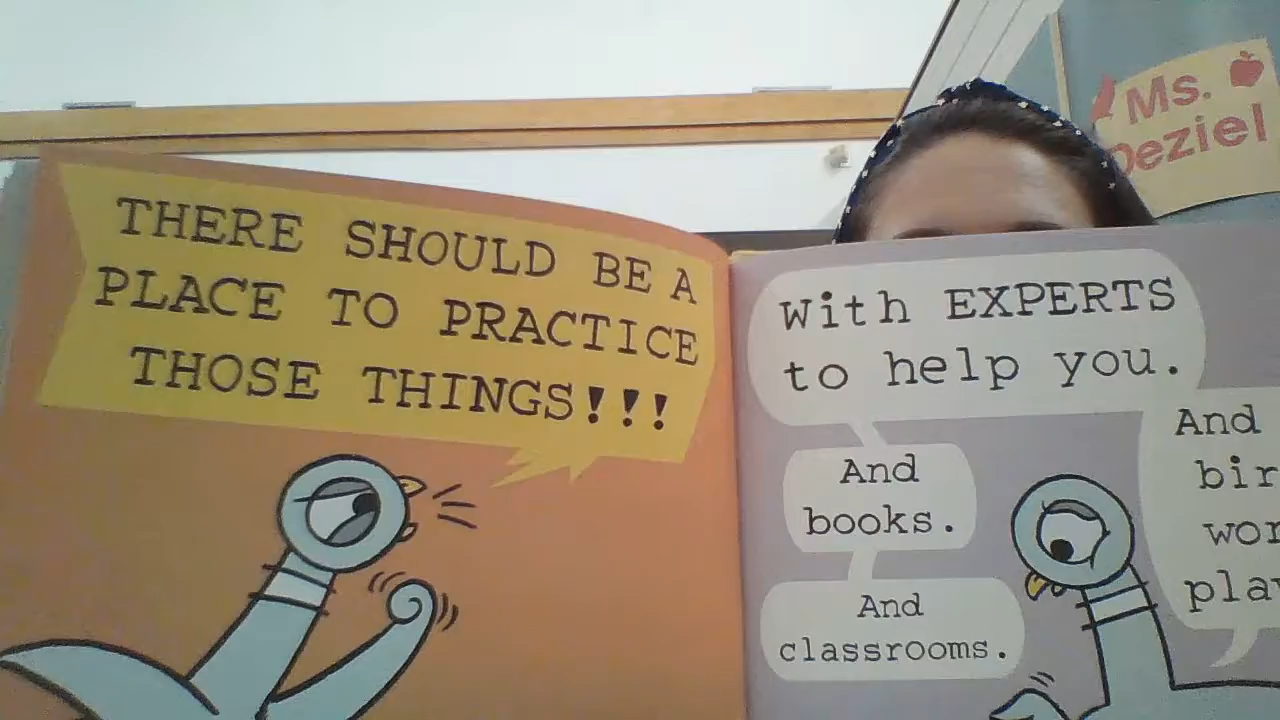 THERE SHOULD BE A
PLACE TO PRACTICE
THOSE THINGS!!!
With EXPERTS
to help you.
And
books.
And
classrooms.
And
Ms.
Deziel